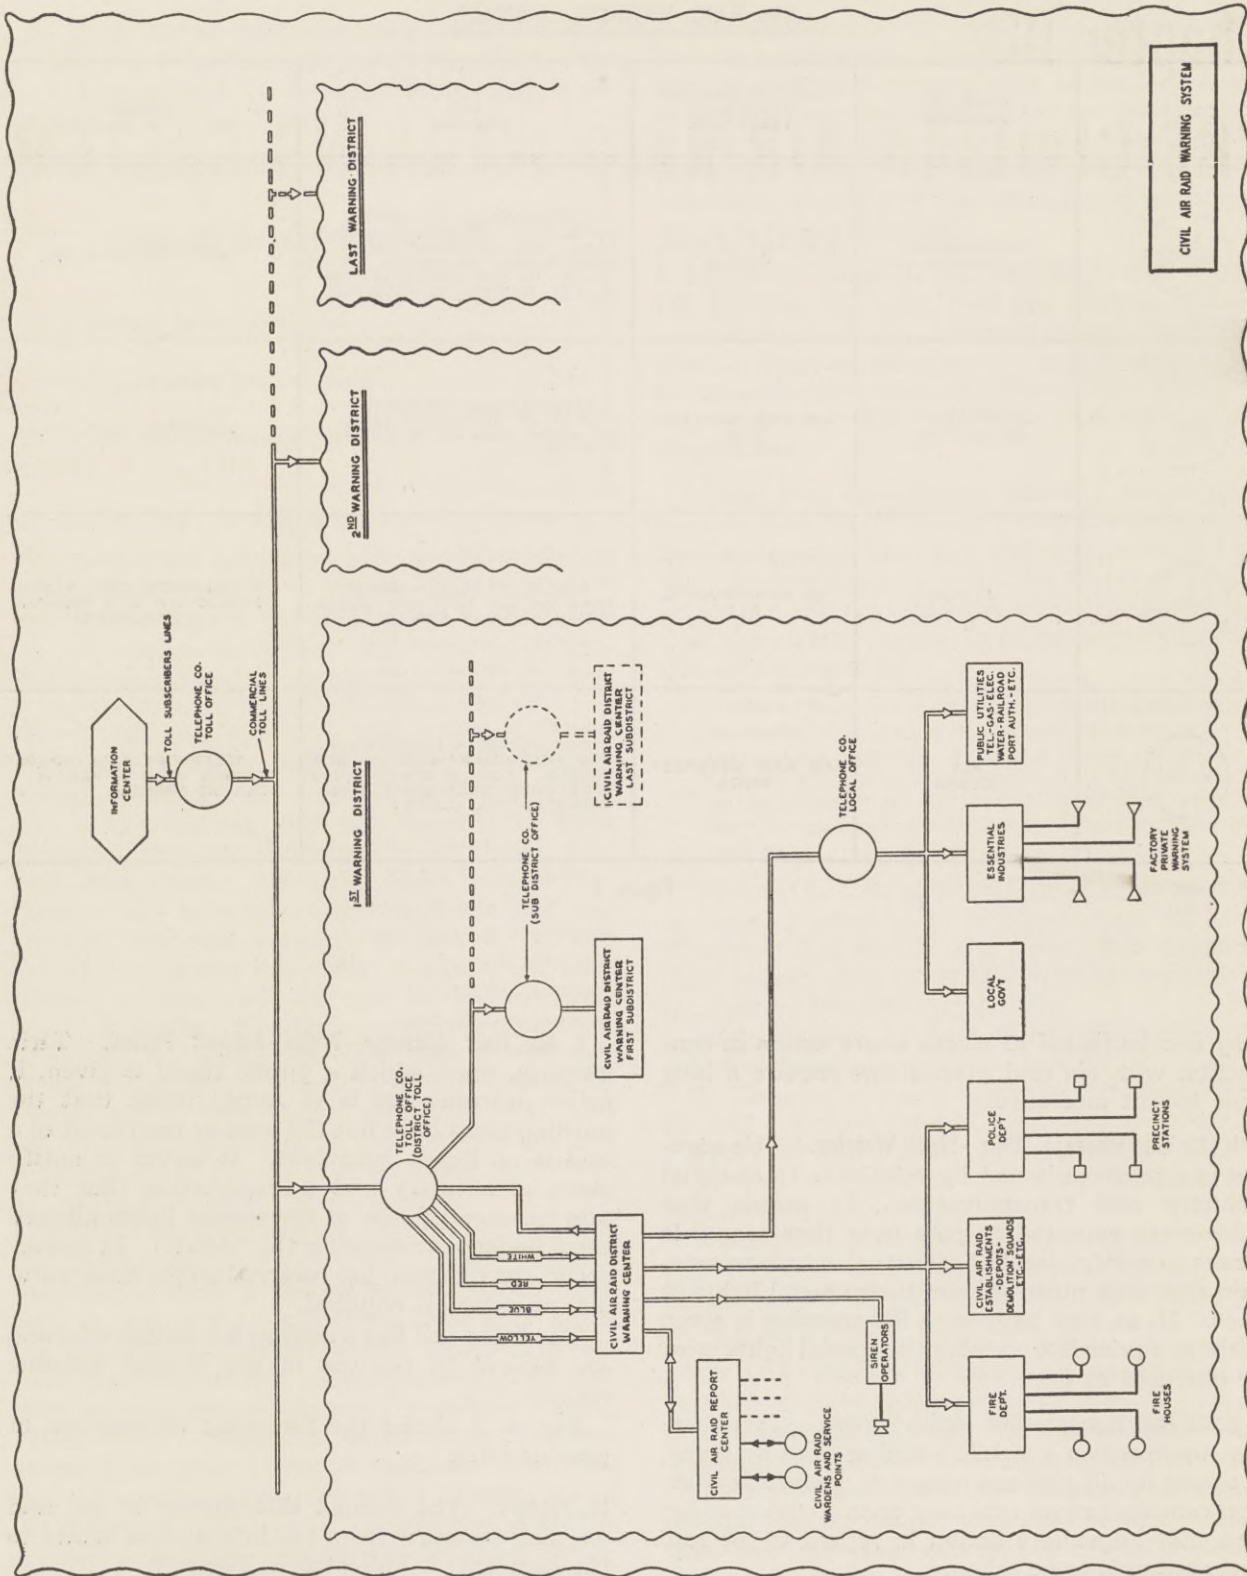 INFORMATION
CENTER
TOLL SUBSCRIBERS LINES
TELEPHONE CO.
TOLL OFFICE
COMMERCIAL
TOLL LINES
1ST WARNING DISTRICT
2ND WARNING DISTRICT
LAST WARNING DISTRICT
TELEPHONE CO.
TOLL OFFICE
(DISTRICT TOLL
OFFICE)
TELEPHONE CO.
(SUB DISTRICT OFFICE)
CIVIL AIR RAID DISTRICT
WARNING CENTER
FIRST SUBDISTRICT
CIVIL AIR RAID DISTRICT
WARNING CENTER
LAST SUBDISTRICT
YELLOW
BLUE
RED
WHITE
CIVIL AIR RAID DISTRICT
WARNING CENTER
CIVIL AIR RAID REPORT
CENTER
CIVIL AIR RAID
WARDENS AND SERVICE
POINTS
SIREN
OPERATORS
TELEPHONE CO.
LOCAL OFFICE
FIRE
DEPT.
FIRE
HOUSES
CIVIL AIR RAID
ESTABLISHMENTS
-DEPOTS-
DEMOLITION SQUADS
ETC.-ETC.
POLICE
DEP'T
PRECINCT
STATIONS
LOCAL
GOV'T
ESSENTIAL
INDUSTRIES
FACTORY
PRIVATE
WARNING
SYSTEM
PUBLIC UTILITIES
TEL.-GAS-ELEC.
WATER-RAILROAD
PORT AUTH.-ETC.
CIVIL AIR RAID WARNING SYSTEM